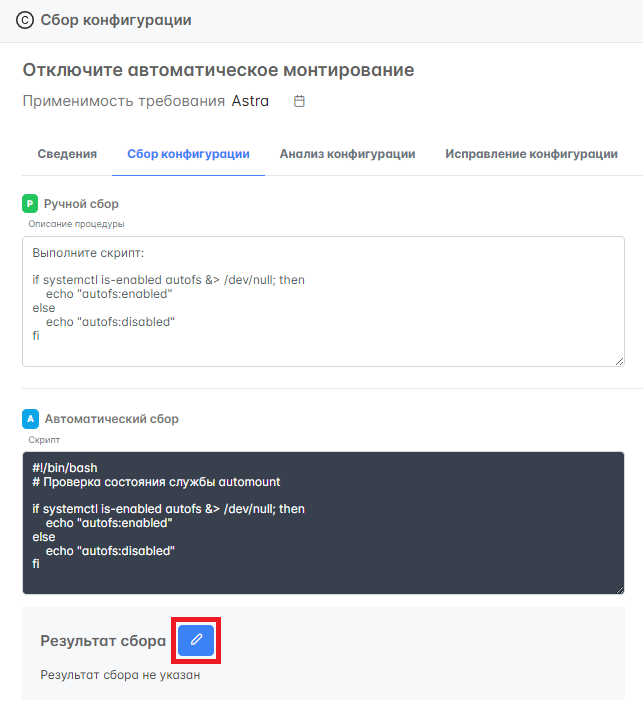 © Сбор конфигурации
Отключите автоматическое монтирование
Применимость требования Astra
Сведения Сбор конфигурации Анализ конфигурации Исправление конфигурации
Р Ручной сбор
Описание процедуры
Выполните скрипт:
if systemctl is-enabled autofs &> /dev/null; then
echo "autofs:enabled"
else
echo "autofs:disabled"
fi
А Автоматический сбор
Скрипт
#!/bin/bash
# Проверка состояния службы automount
if systemctl is-enabled autofs &> /dev/null; then
echo "autofs:enabled"
else
echo "autofs:disabled"
fi
Результат сбора
Результат сбора не указан